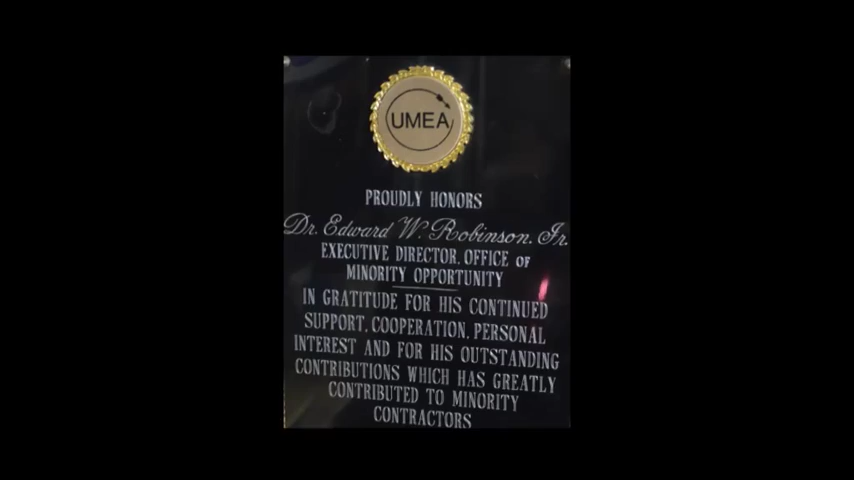 UMEA
PROUDLY HONORS
Dr. Edward W. Robinson, Jr.
EXECUTIVE DIRECTOR, OFFICE OF
MINORITY OPPORTUNITY
IN GRATITUDE FOR HIS CONTINUED
SUPPORT, COOPERATION, PERSONAL
INTEREST AND FOR HIS OUTSTANDING
CONTRIBUTIONS WHICH HAS GREATLY
CONTRIBUTED TO MINORITY
CONTRACTORS